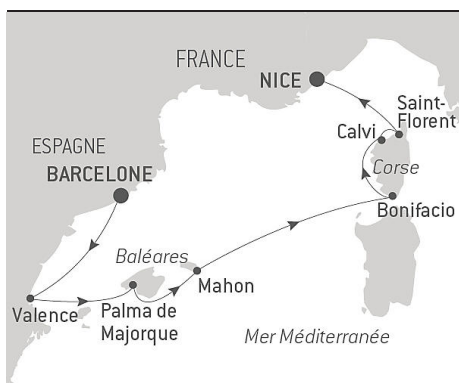 FRANCE
NICE
Saint-
Florent
Calvi
ESPAGNE
Corse
BARCELONE
Bonifacio
Baléares
Mahon
Valence
Palma de
Majorque
Mer Méditerranée